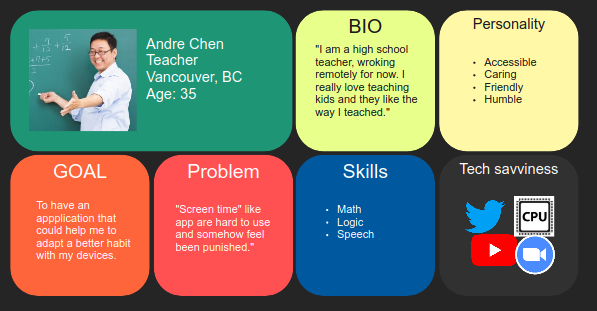 Andre Chen
Teacher
Vancouver, BC
Age: 35
BIO
"I am a high school
teacher, wroking
remotely for now. I
really love teaching
kids and they like the
way I teached."
Personality
• Accessible
• Caring
• Friendly
• Humble
GOAL
To have an
appplication that
could help me to
adapt a better habit
with my devices.
Problem
"Screen time" like
app are hard to use
and somehow feel
been punished."
Skills
• Math
• Logic
• Speech
Tech savviness
CPU